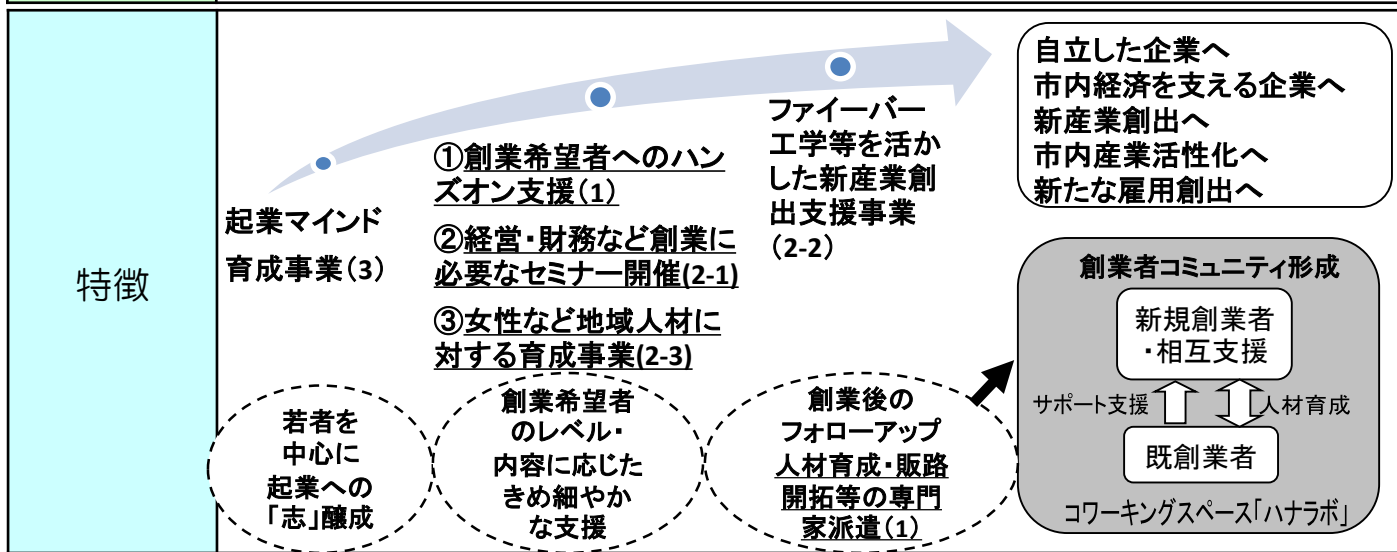 特徴
起業マインド
育成事業(3)
①創業希望者へのハン
ズオン支援(1)
②経営・財務など創業に
必要なセミナー開催(2-1)
③女性など地域人材に
対する育成事業(2-3)
ファイーバー
工学等を活か
した新産業創
出支援事業
(2-2)
自立した企業へ
市内経済を支える企業へ
新産業創出へ
市内産業活性化へ
新たな雇用創出へ
若者を
中心に
起業への
「志」醸成
創業希望者
のレベル・
内容に応じた
きめ細やか
な支援
創業後の
フォローアップ
人材育成・販路
開拓等の専門
家派遣(1)
創業者コミュニティ形成
新規創業者
・相互支援
サポート支援
人材育成
既創業者
コワーキングスペース「ハナラボ」